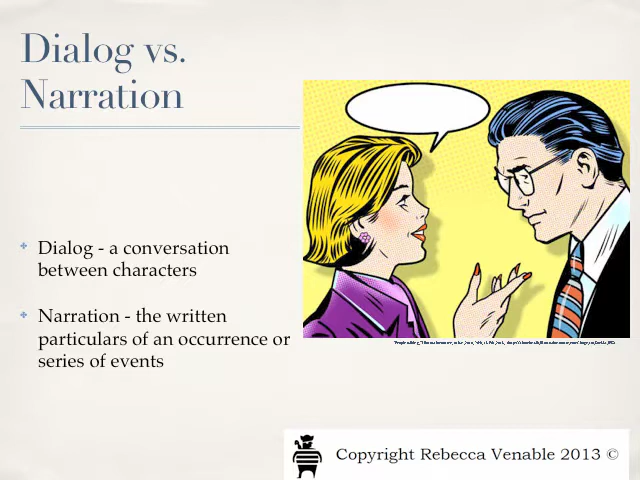 Dialog vs.
Narration
Dialog - a conversation
between characters
Narration - the written
particulars of an occurrence or
series of events
Copyright Rebecca Venable 2013 ©